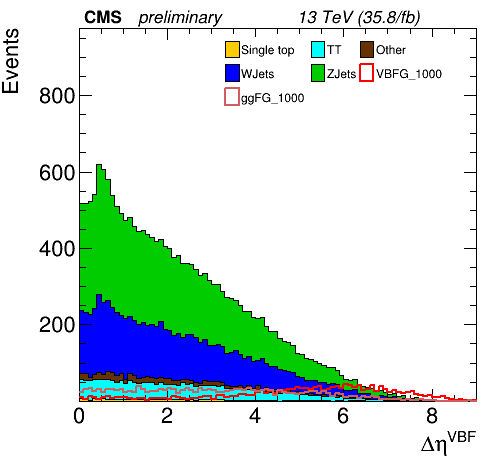 CMS preliminary 13 TeV (35.8/fb)
Events
Single top TT Other
WJets ZJets VBFG_1000
ggFG_1000
800
600
400
200
0 2 4 6 8
Δη^VBF